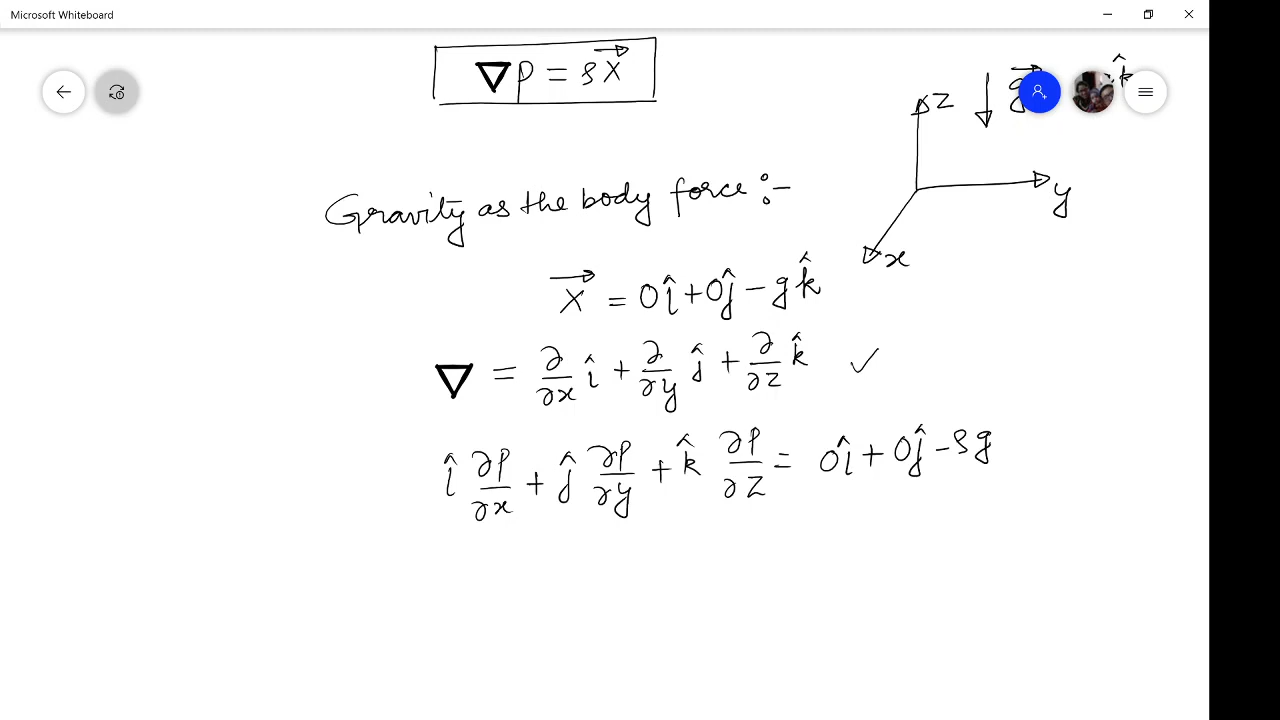 Microsoft Whiteboard
∇p = ρX⃗
z
g⃗
k̂
y
x
Gravity as the body force :-
X⃗ = 0î + 0ĵ - gk̂
∇ = ∂/∂x î + ∂/∂y ĵ + ∂/∂z k̂ ✓
î ∂p/∂x + ĵ ∂p/∂y + k̂ ∂p/∂z = 0î + 0ĵ - ρg